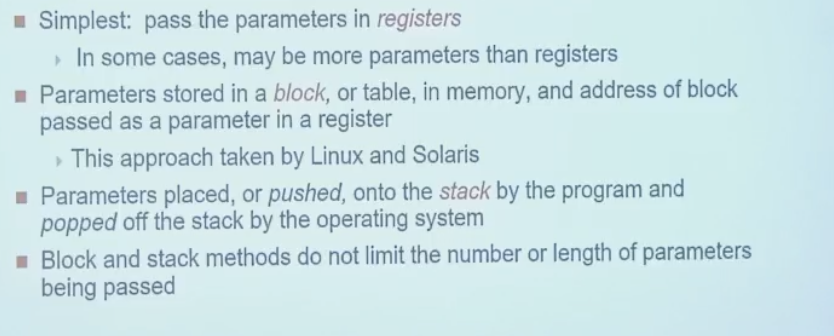 Simplest: pass the parameters in registers
In some cases, may be more parameters than registers
Parameters stored in a block, or table, in memory, and address of block
passed as a parameter in a register
This approach taken by Linux and Solaris
Parameters placed, or pushed, onto the stack by the program and
popped off the stack by the operating system
Block and stack methods do not limit the number or length of parameters
being passed